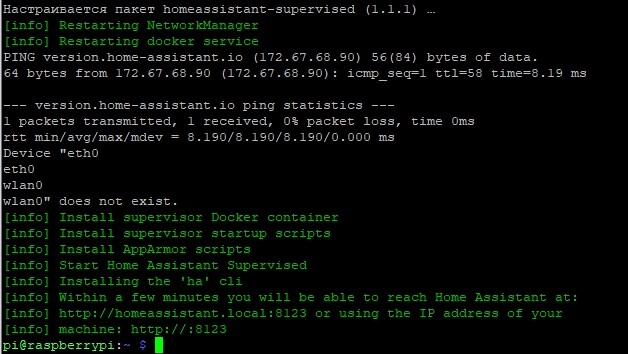 Настраивается пакет homeassistant-supervised (1.1.1) …
[info] Restarting NetworkManager
[info] Restarting docker service
PING version.home-assistant.io (172.67.68.90) 56(84) bytes of data.
64 bytes from 172.67.68.90 (172.67.68.90): icmp_seq=1 ttl=58 time=8.19 ms
--- version.home-assistant.io ping statistics ---
1 packets transmitted, 1 received, 0% packet loss, time 0ms
rtt min/avg/max/mdev = 8.190/8.190/8.190/0.000 ms
Device "eth0
eth0
wlan0
wlan0" does not exist.
[info] Install supervisor Docker container
[info] Install supervisor startup scripts
[info] Install AppArmor scripts
[info] Start Home Assistant Supervised
[info] Installing the 'ha' cli
[info] Within a few minutes you will be able to reach Home Assistant at:
[info] http://homeassistant.local:8123 or using the IP address of your
[info] machine: http://:8123
pi@raspberrypi:~ $